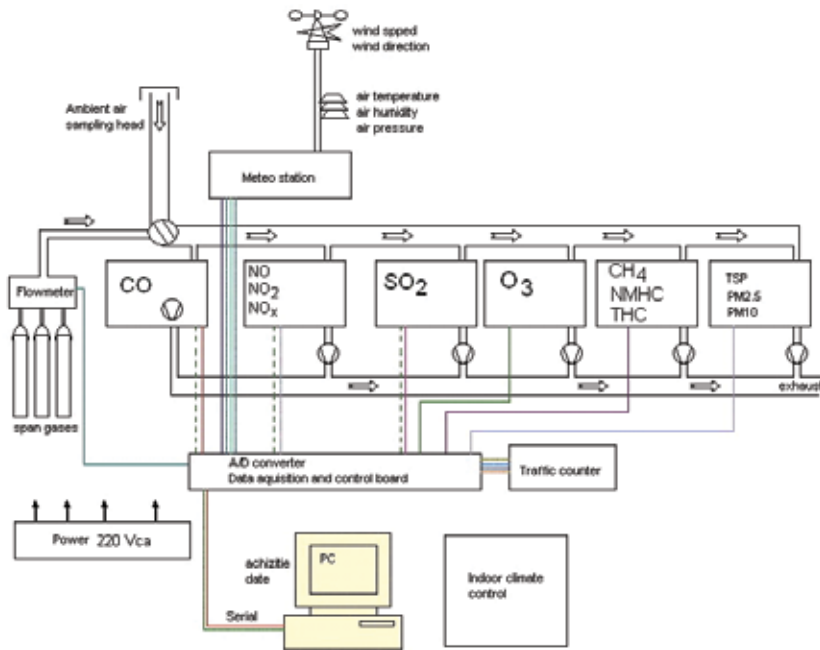 wind spped
wind direction
Ambient air
sampling head
air temperature
air humidity
air pressure
Meteo station
CO
NO
NO2
NOx
SO2
O3
CH4
NMHC
THC
TSP
PM2.5
PM10
Flowmeter
exhaust
span gases
A/D converter
Data aquisition and control board
Traffic counter
Power 220 Vca
achizitie
date
PC
Indoor climate
control
Serial